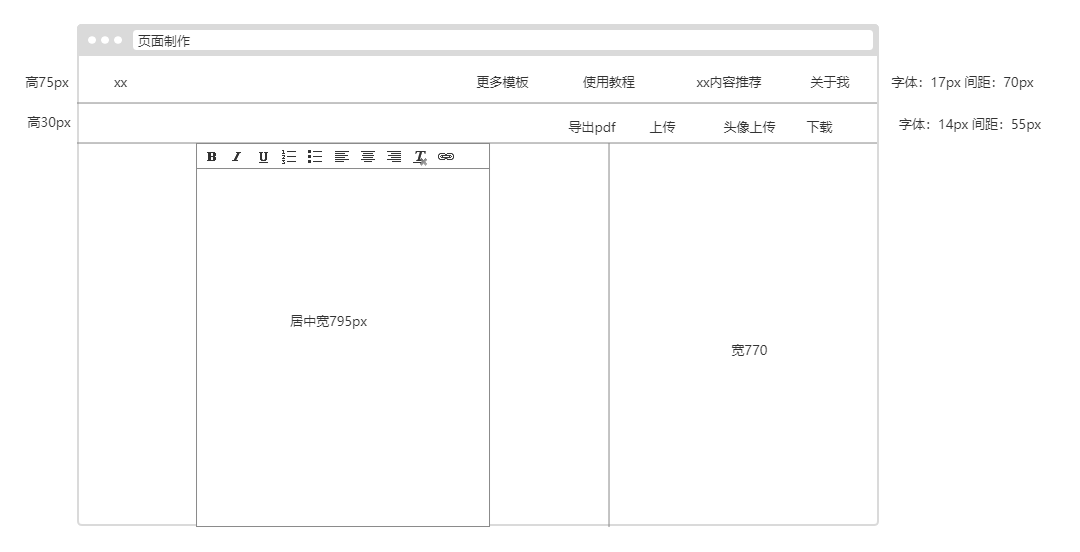 页面制作
高75px
xx
更多模板
使用教程
xx内容推荐
关于我
字体：17px 间距：70px
高30px
导出pdf
上传
头像上传
下载
字体：14px 间距：55px
B I U T
居中宽795px
宽770